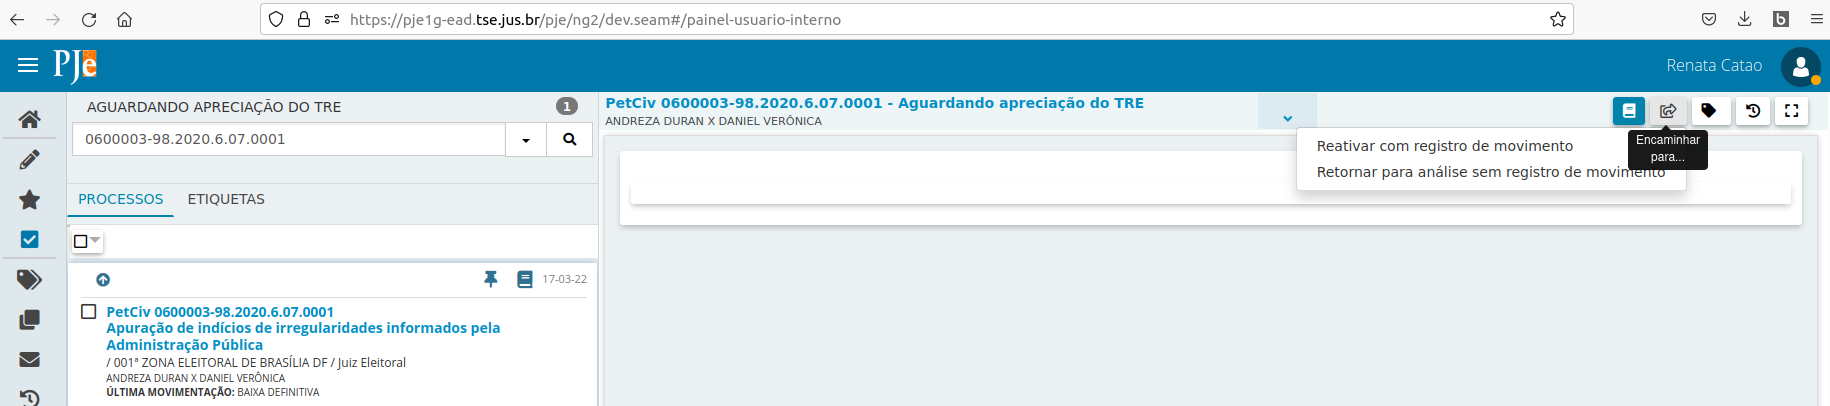 https://pje1g-ead.tse.jus.br/pje/ng2/dev.seam#/painel-usuario-interno
PJe
Renata Catao
AGUARDANDO APRECIAÇÃO DO TRE
1
0600003-98.2020.6.07.0001
PROCESSOS
ETIQUETAS
17-03-22
PetCiv 0600003-98.2020.6.07.0001
Apuração de indícios de irregularidades informados pela
Administração Pública
/ 001ª ZONA ELEITORAL DE BRASÍLIA DF / Juiz Eleitoral
ANDREZA DURAN X DANIEL VERÔNICA
ÚLTIMA MOVIMENTAÇÃO: BAIXA DEFINITIVA
PetCiv 0600003-98.2020.6.07.0001 - Aguardando apreciação do TRE
ANDREZA DURAN X DANIEL VERÔNICA
Encaminhar
para...
Reativar com registro de movimento
Retornar para análise sem registro de movimento